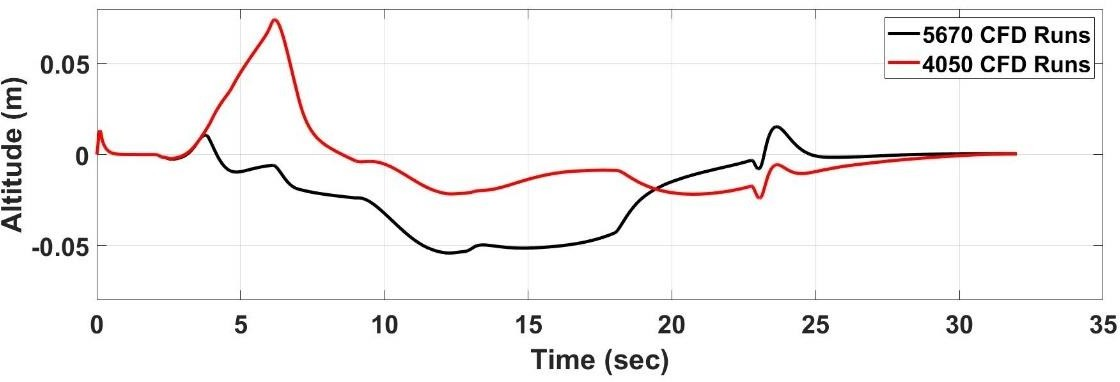 5670 CFD Runs
4050 CFD Runs
Altitude (m)
0.05
0
-0.05
0 5 10 15 20 25 30 35
Time (sec)